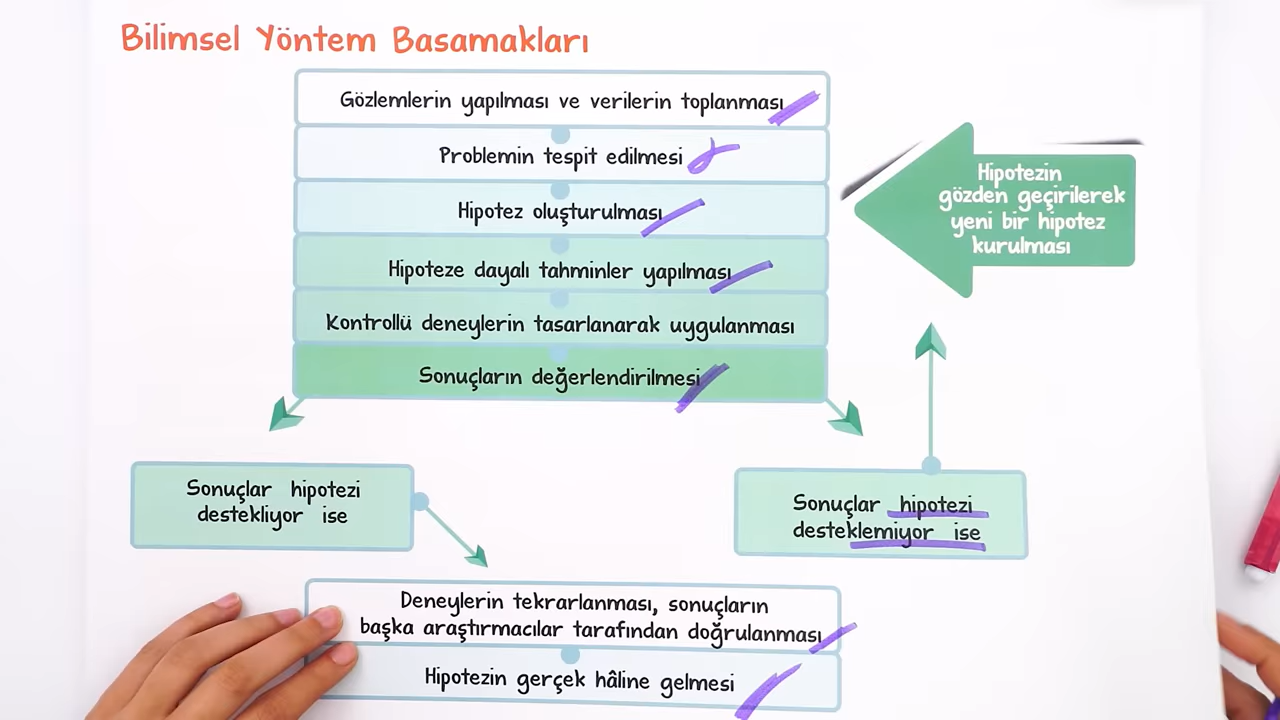 Bilimsel Yöntem Basamakları
Gözlemlerin yapılması ve verilerin toplanması
Problemin tespit edilmesi
Hipotez oluşturulması
Hipoteze dayalı tahminler yapılması
Kontrollü deneylerin tasarlanarak uygulanması
Sonuçların değerlendirilmesi
Hipotezin
gözden geçirilerek
yeni bir hipotez
kurulması
Sonuçlar hipotezi
destekliyor ise
Sonuçlar hipotezi
desteklemiyor ise
Deneylerin tekrarlanması, sonuçların
başka araştırmacılar tarafından doğrulanması
Hipotezin gerçek hâline gelmesi